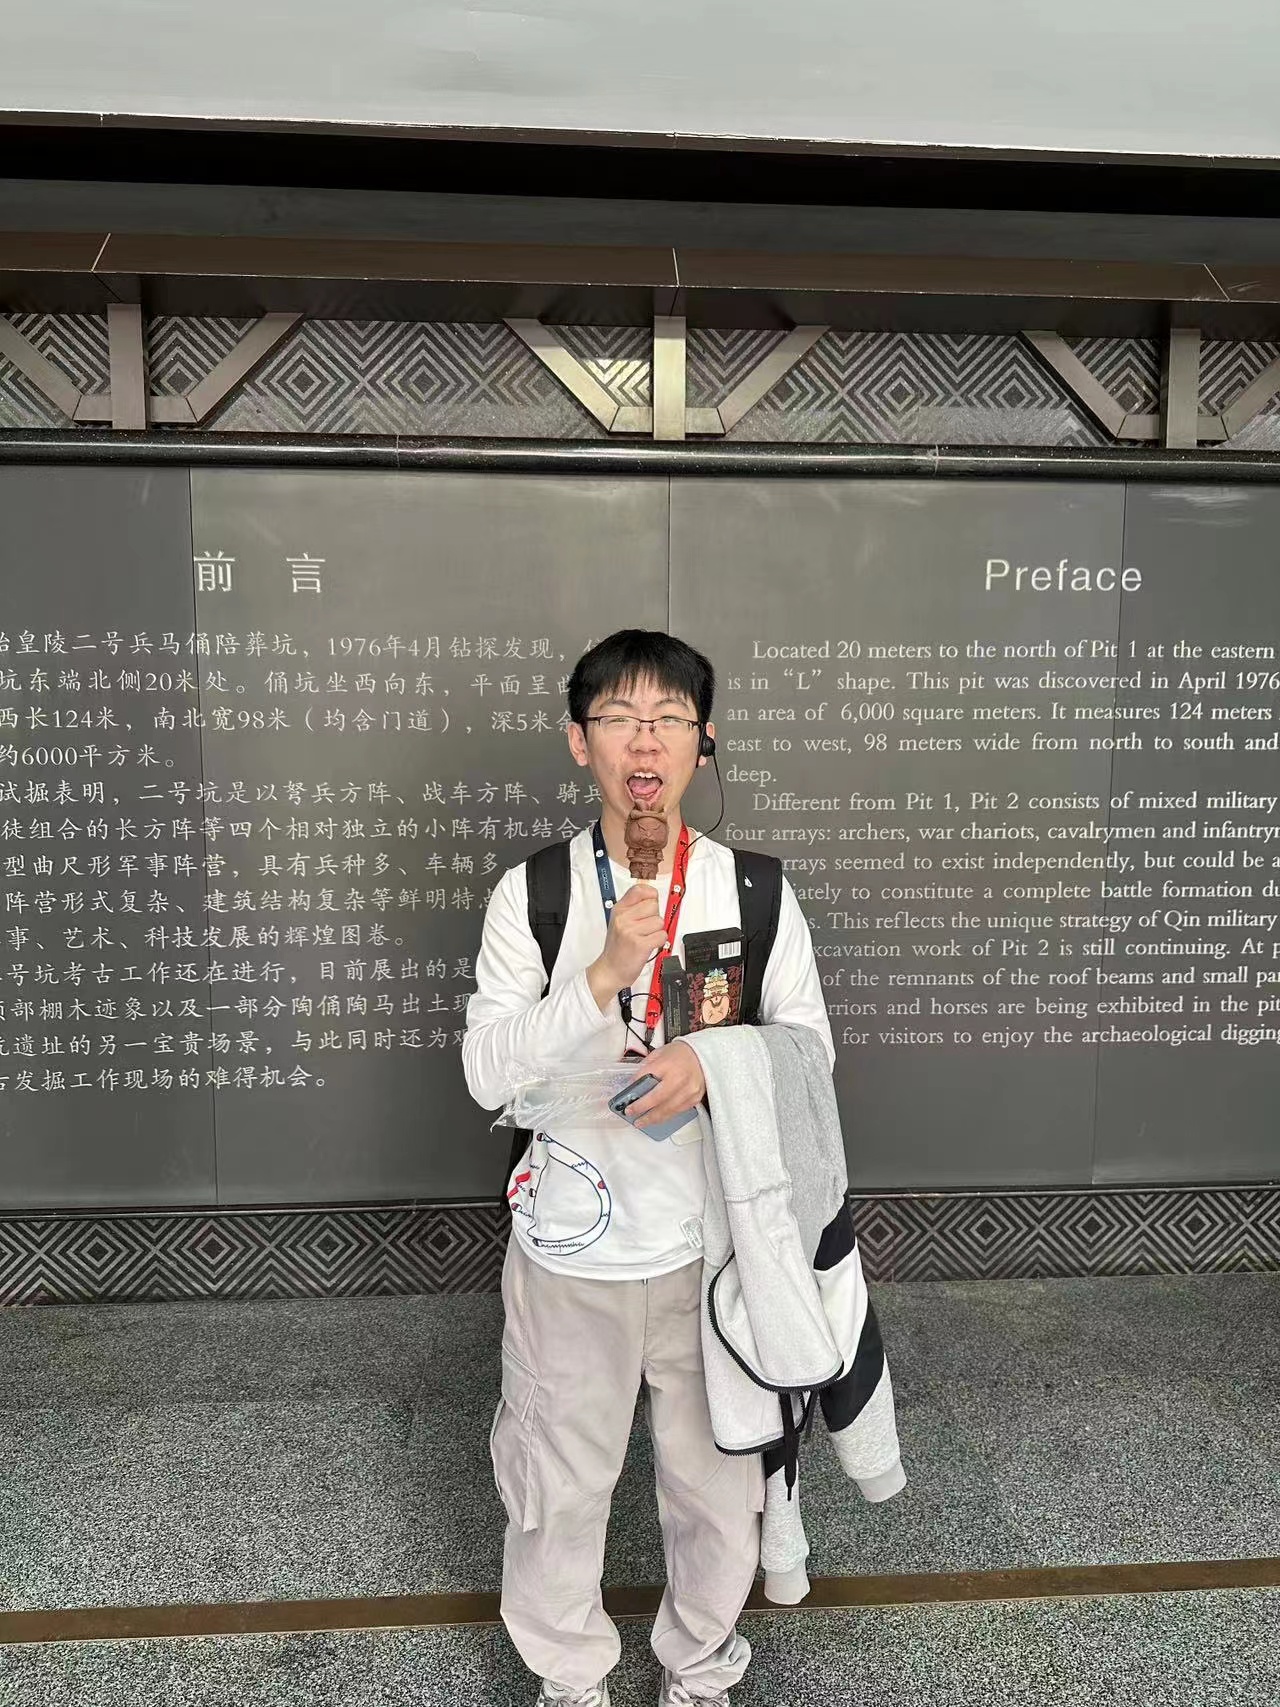 前言
始皇陵二号兵马俑陪葬坑，1976年4月钻探发现，
坑东端北侧20米处。俑坑坐西向东，平面呈曲
西长124米，南北宽98米（均含门道），深5米
约6000平方米。
试掘表明，二号坑是以弩兵方阵、战车方阵、骑兵
徒组合的长方阵等四个相对独立的小阵有机结合
型曲尺形军事阵营，具有兵种多、车辆多
阵营形式复杂、建筑结构复杂等鲜明特点
事、艺术、科技发展的辉煌图卷。
号坑考古工作还在进行，目前展出的是
顶部棚木迹象以及一部分陶俑陶马出土现
坑遗址的另一宝贵场景，与此同时还为观
古发掘工作现场的难得机会。
Preface
Located 20 meters to the north of Pit 1 at the eastern
is in “L” shape. This pit was discovered in April 1976
an area of 6,000 square meters. It measures 124 meters
east to west, 98 meters wide from north to south and
deep.
Different from Pit 1, Pit 2 consists of mixed military
four arrays: archers, war chariots, cavalrymen and infantrym
arrays seemed to exist independently, but could be a
iately to constitute a complete battle formation du
s. This reflects the unique strategy of Qin military
xcavation work of Pit 2 is still continuing. At p
of the remnants of the roof beams and small par
rriors and horses are being exhibited in the pit
for visitors to enjoy the archaeological digging
Champion